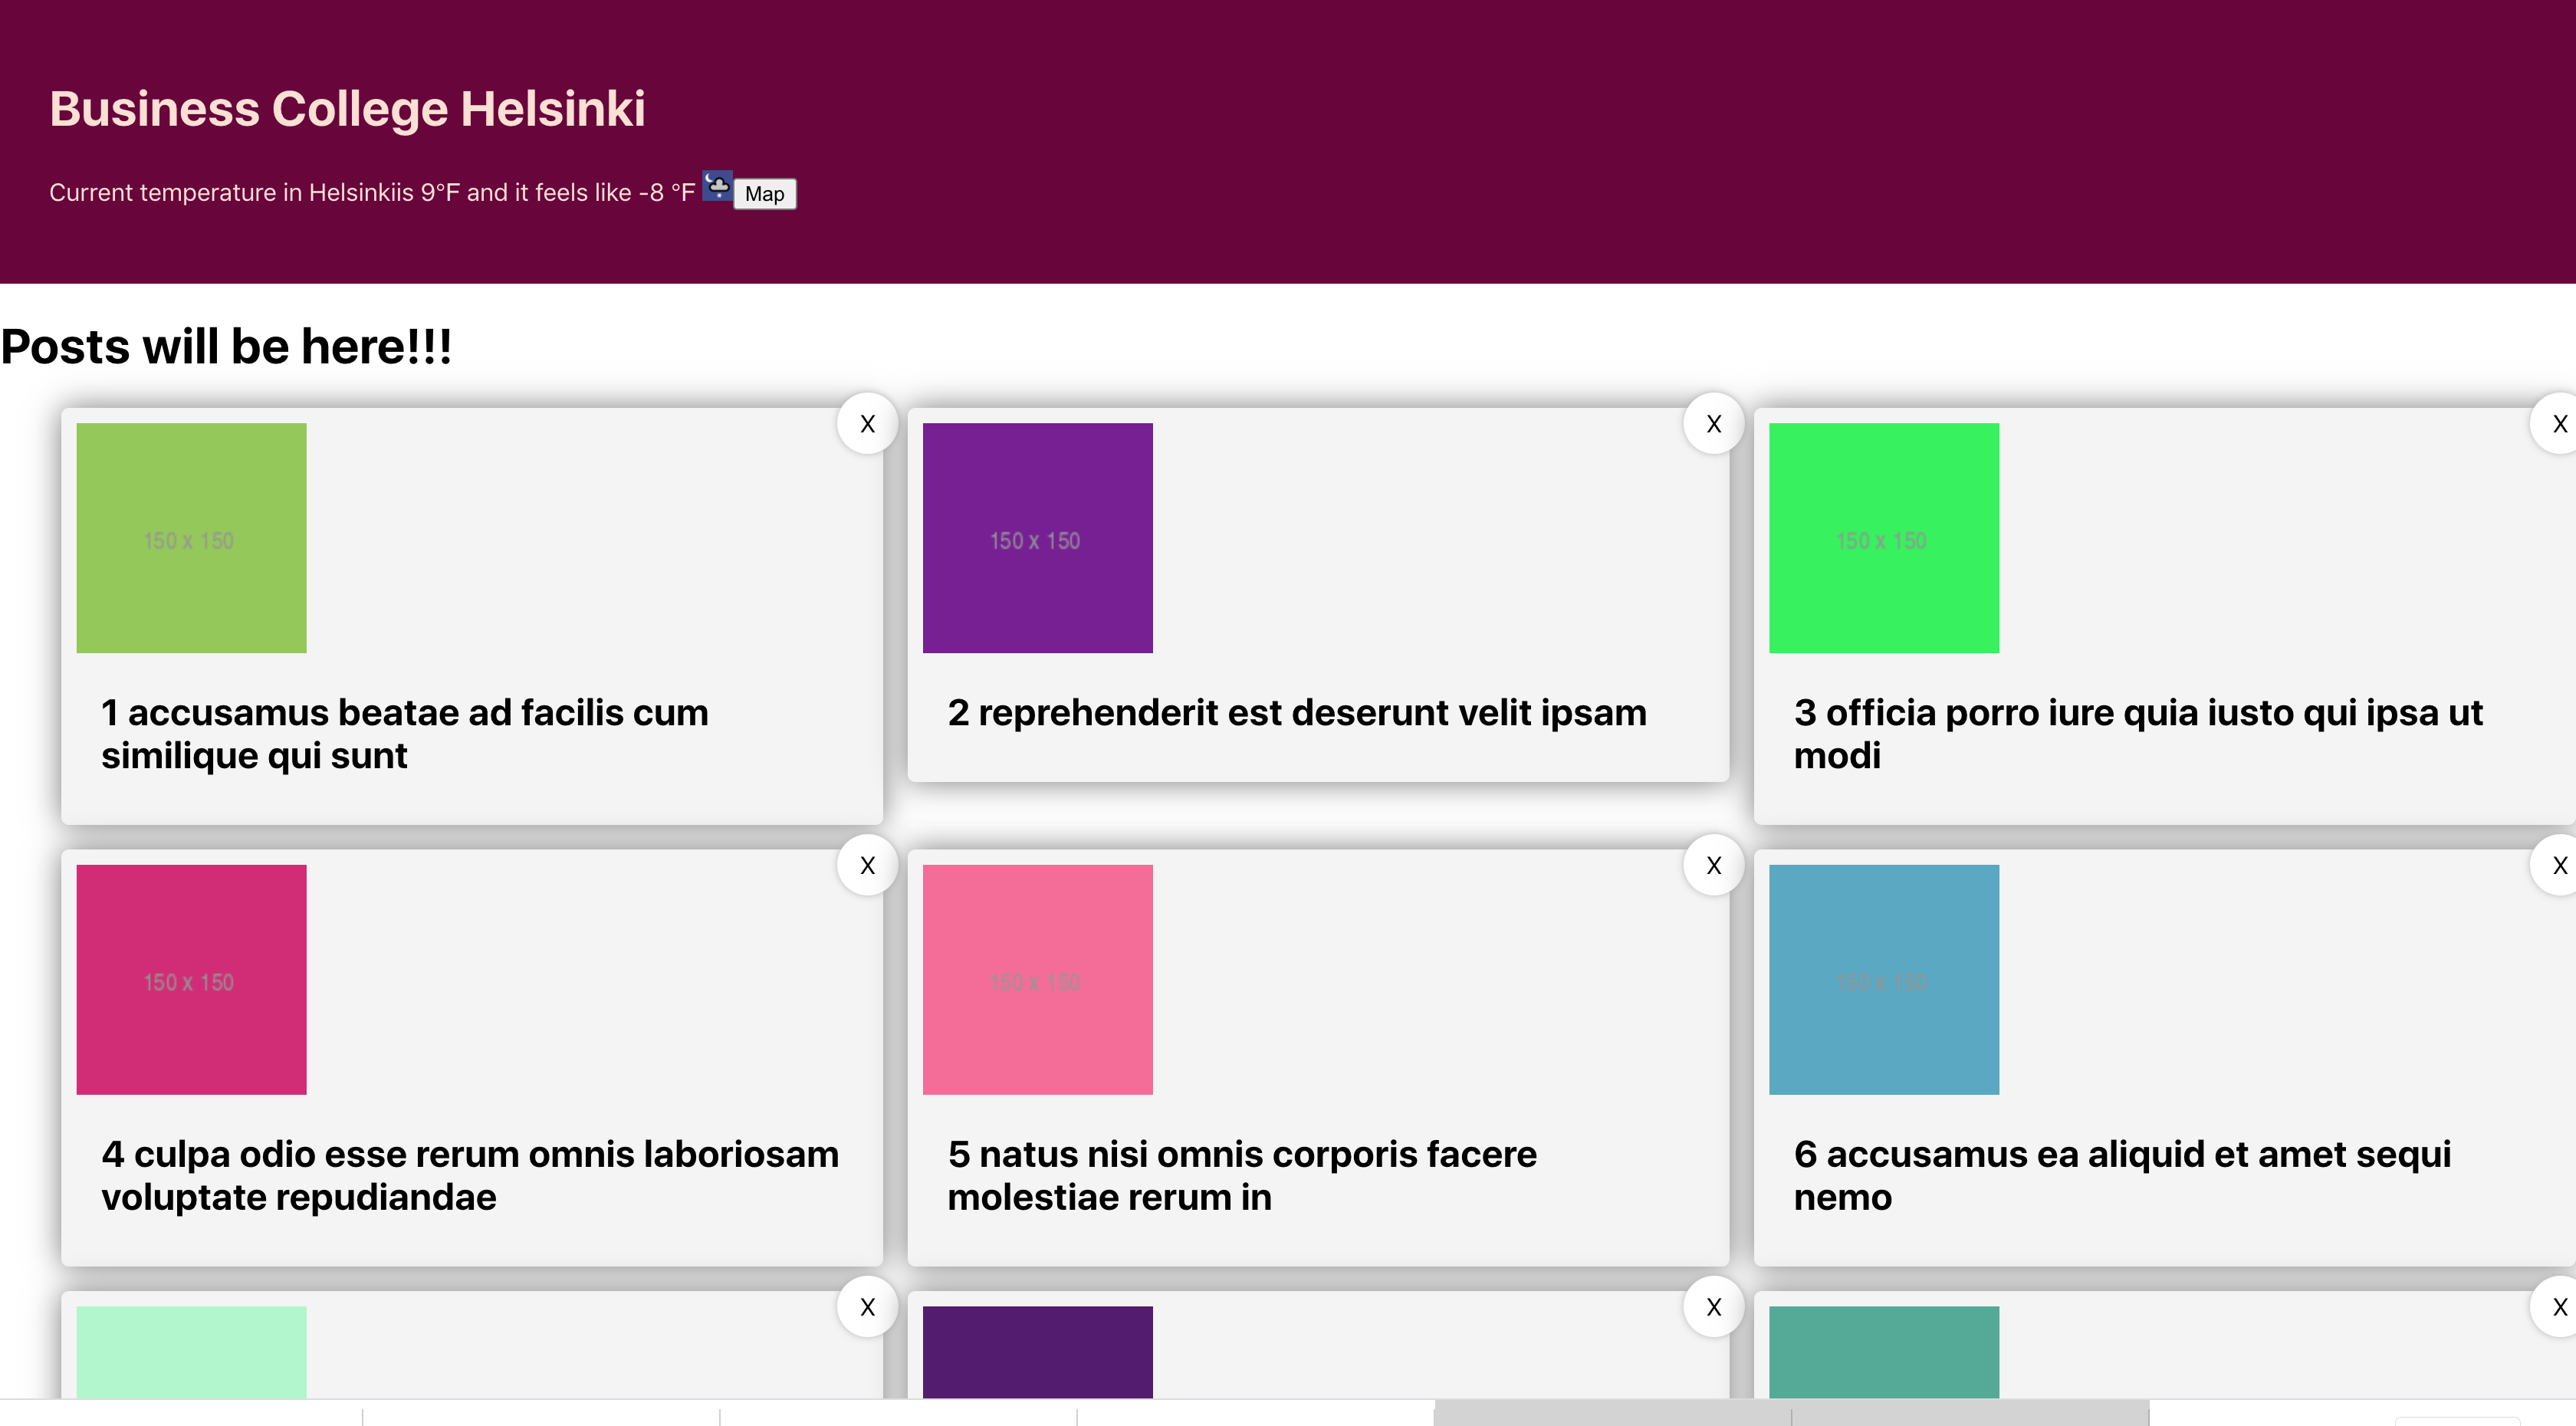 Business College Helsinki
Current temperature in Helsinkiis 9°F and it feels like -8 °F Map
Posts will be here!!!
X
X
X
150 x 150
150 x 150
150 x 150
1 accusamus beatae ad facilis cum
similique qui sunt
2 reprehenderit est deserunt velit ipsam
3 officia porro iure quia iusto qui ipsa ut
modi
X
X
X
150 x 150
150 x 150
150 x 150
4 culpa odio esse rerum omnis laboriosam
voluptate repudiandae
5 natus nisi omnis corporis facere
molestiae rerum in
6 accusamus ea aliquid et amet sequi
nemo
X
X
X